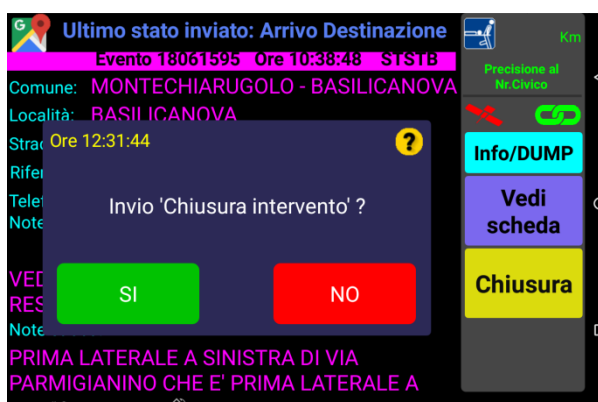 G
Ultimo stato inviato: Arrivo Destinazione
Evento 18061595 Ore 10:38:48 STSTB
Comune: MONTECHIARUGOLO - BASILICANOVA
Località: BASILICANOVA
Ore 12:31:44
?
Invio 'Chiusura intervento' ?
SI
NO
Note
PRIMA LATERALE A SINISTRA DI VIA
PARMIGIANINO CHE E' PRIMA LATERALE A
Km
Precisione al
Nr.Civico
Info/DUMP
Vedi
scheda
Chiusura